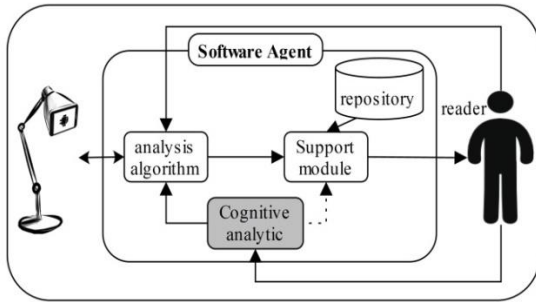 Software Agent
repository
reader
analysis
algorithm
Support
module
Cognitive
analytic